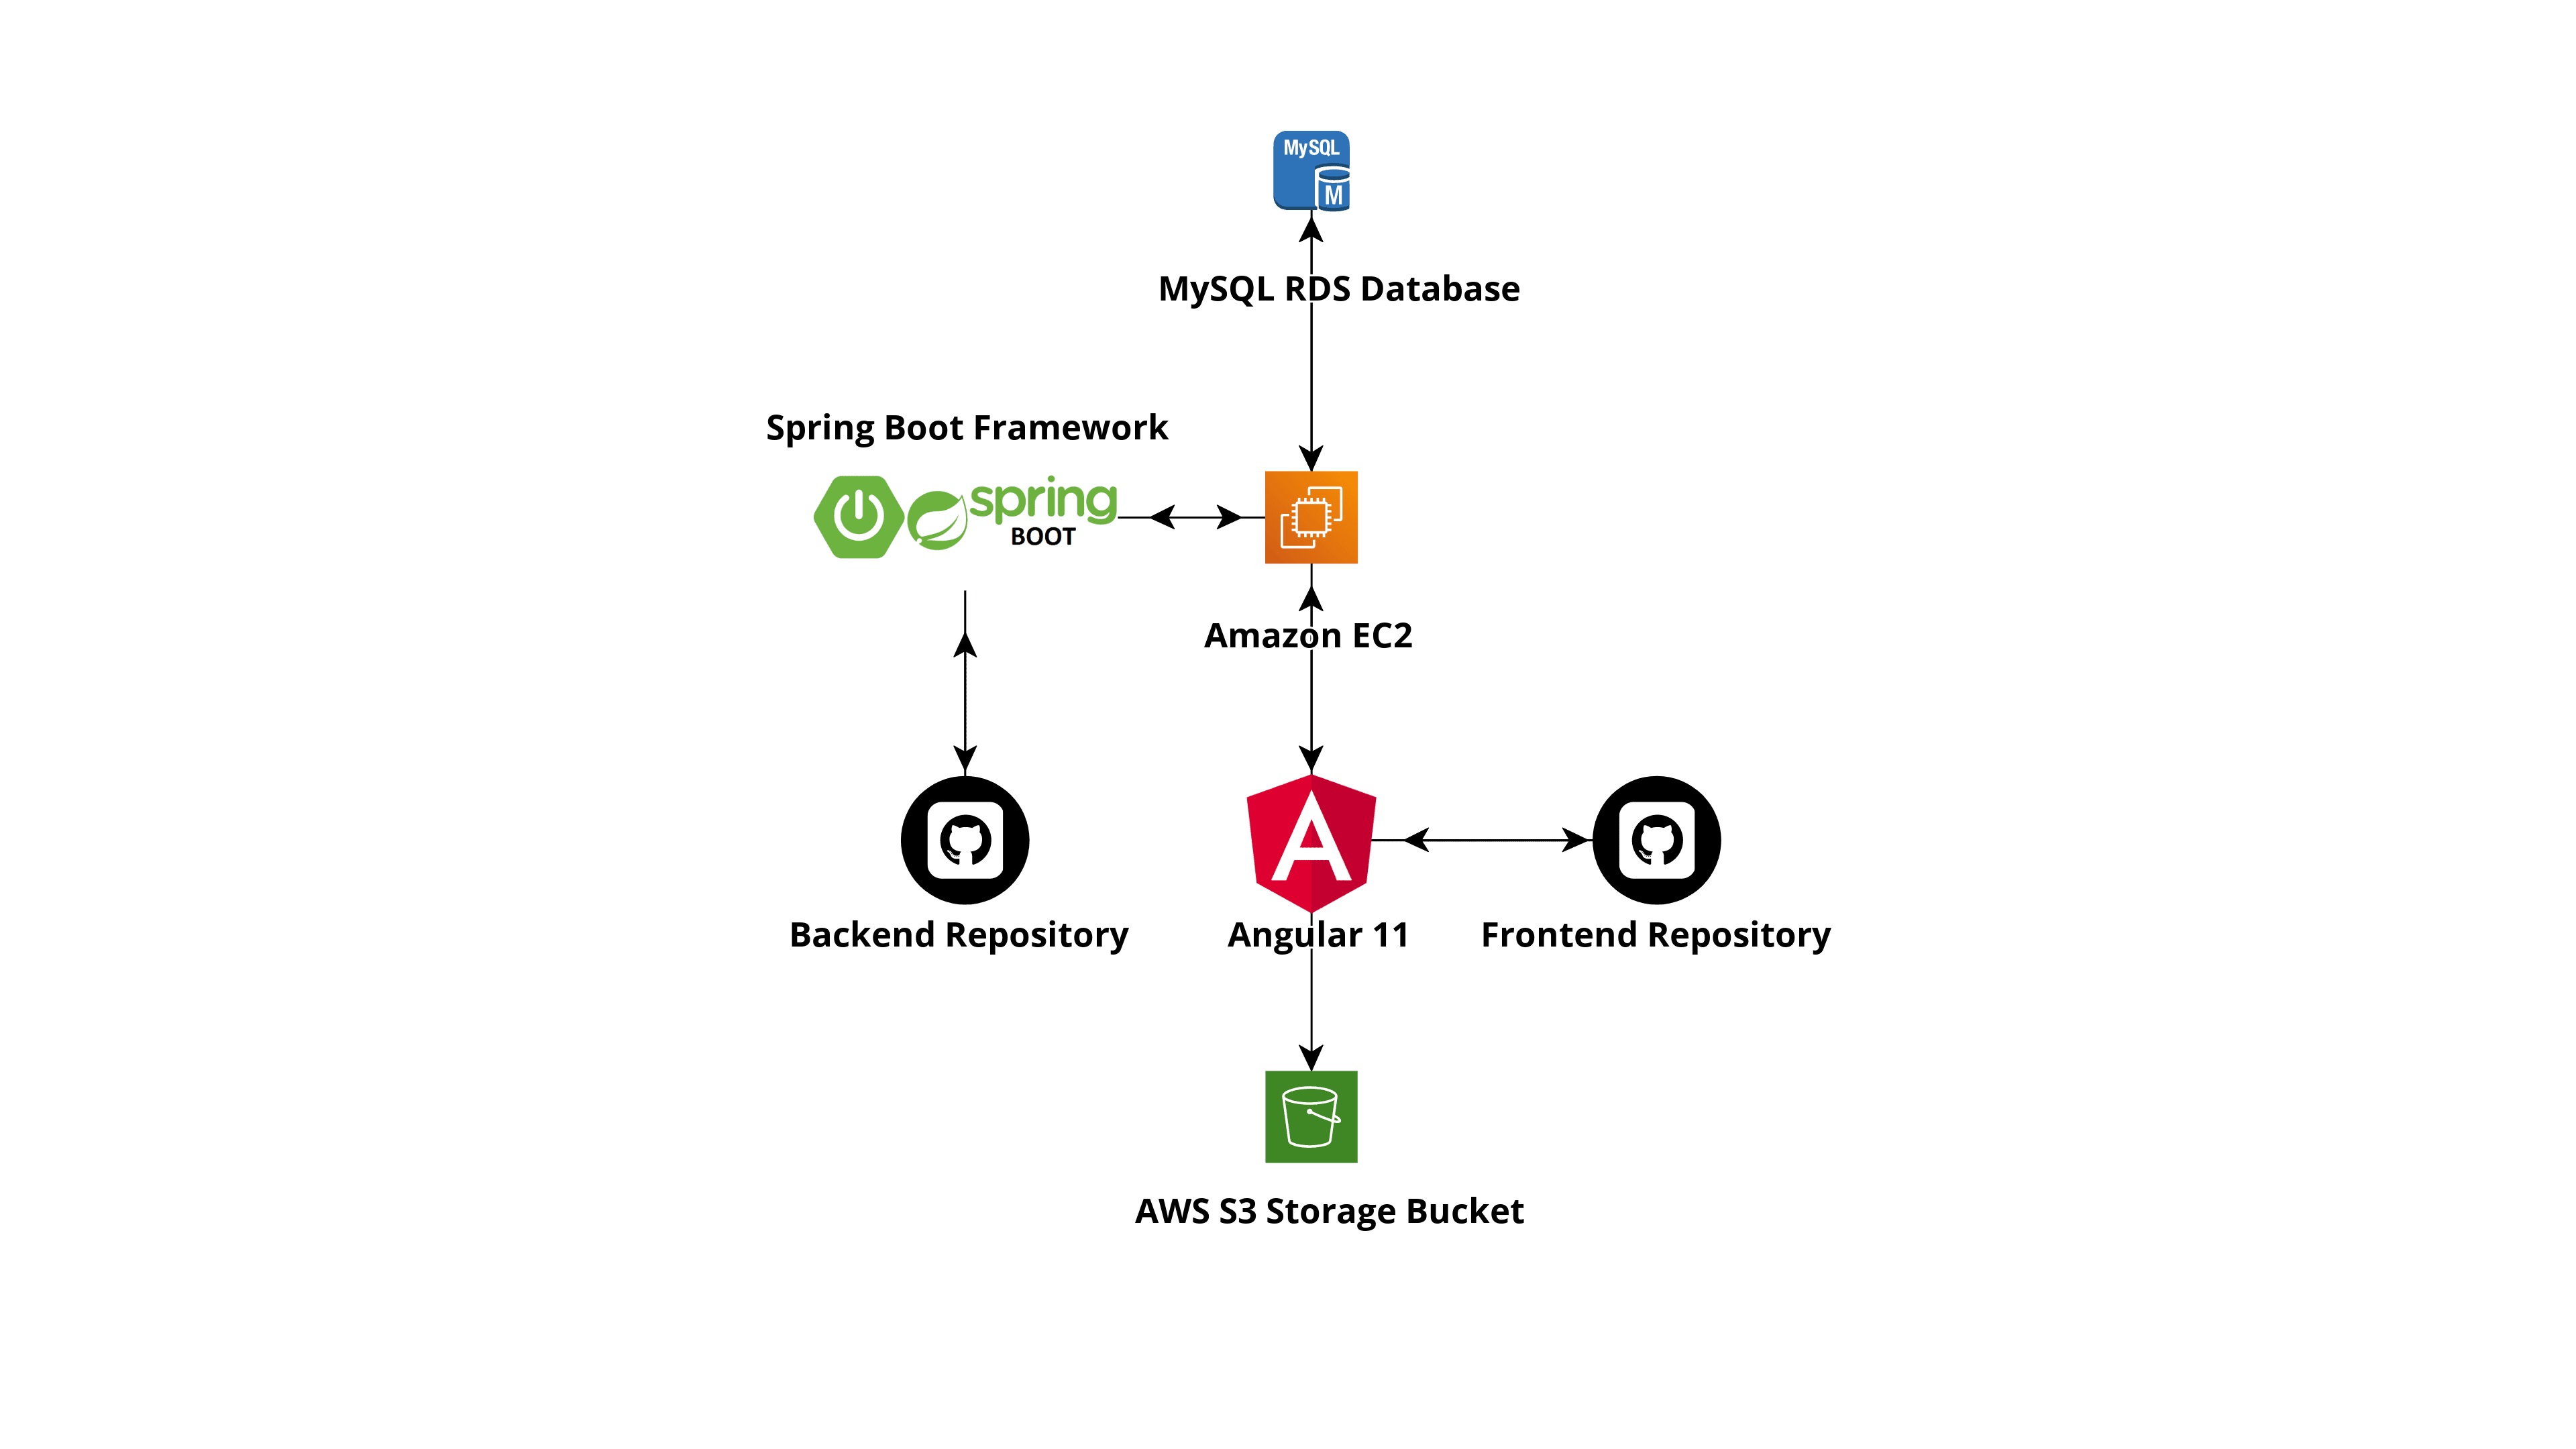 MySQL
M
MySQL RDS Database
Spring Boot Framework
spring
BOOT
Amazon EC2
Backend Repository
Angular 11
Frontend Repository
AWS S3 Storage Bucket